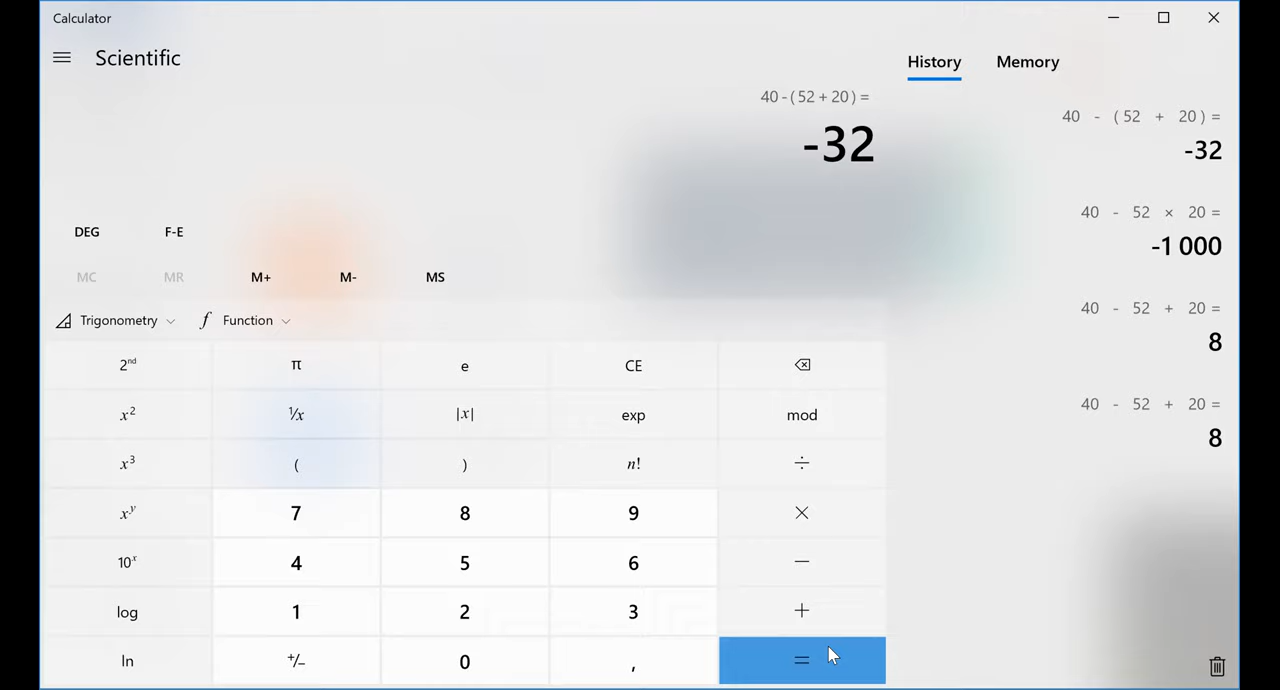 Calculator
Scientific
History Memory
40 - ( 52 + 20 ) =
-32
40 - ( 52 + 20 ) =
-32
40 - 52 × 20 =
-1 000
40 - 52 + 20 =
8
40 - 52 + 20 =
8
DEG F-E
MC MR M+ M- MS
Trigonometry f Function
2nd π e CE
x2 1/x |x| exp mod
x3 ( ) n! ÷
xy 7 8 9 ×
10x 4 5 6 −
log 1 2 3 +
ln +/− 0 , =